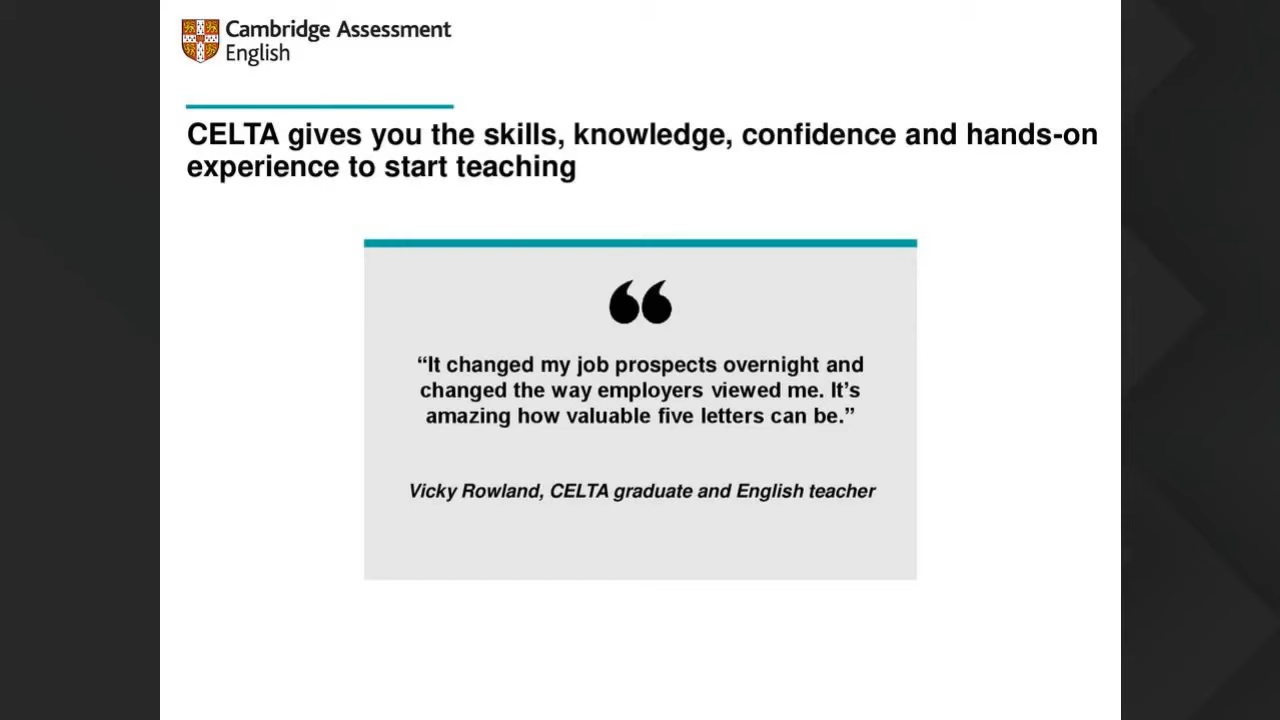 Cambridge Assessment
English
CELTA gives you the skills, knowledge, confidence and hands-on
experience to start teaching
“It changed my job prospects overnight and
changed the way employers viewed me. It’s
amazing how valuable five letters can be.”
Vicky Rowland, CELTA graduate and English teacher